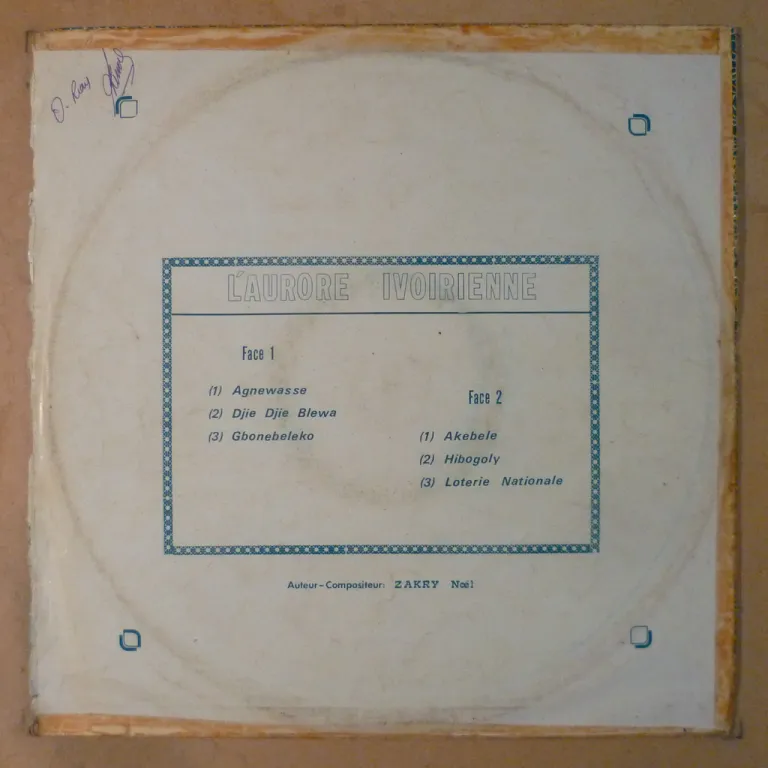 L'AURORE IVOIRIENNE
Face 1
(1) Agnewasse
(2) Djie Djie Blewa
(3) Gbonebeleko
Face 2
(1) Akebele
(2) Hibogoly
(3) Loterie Nationale
Auteur-Compositeur: ZAKRY Noël